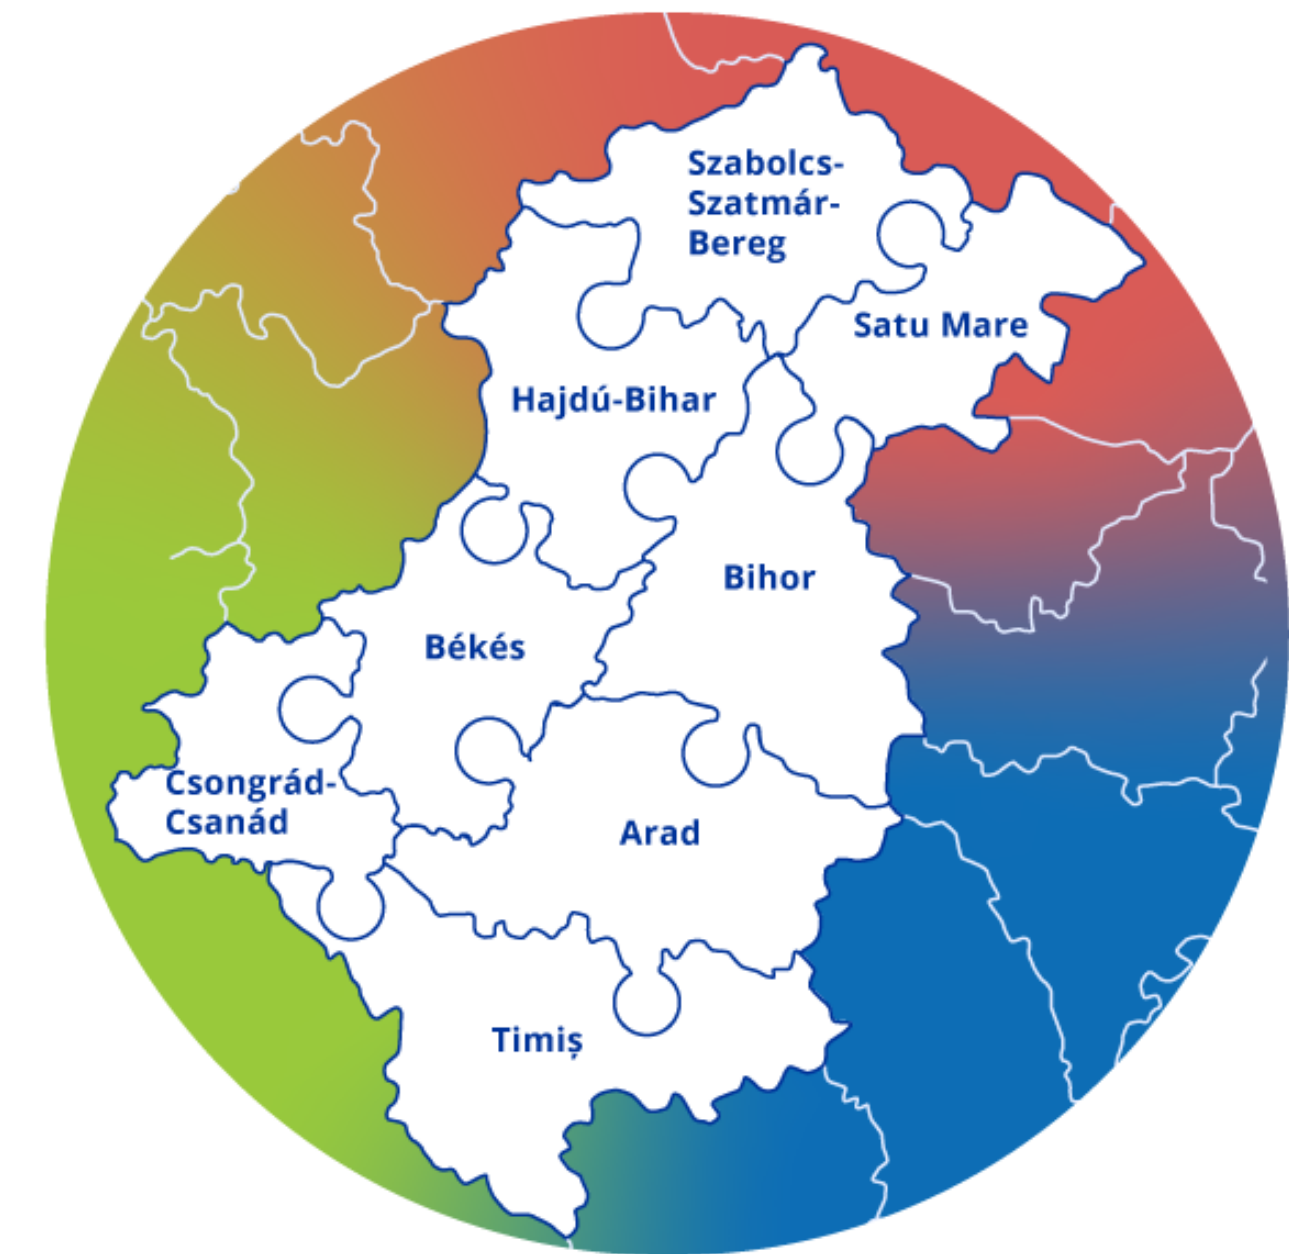 Szabolcs-
Szatmár-
Bereg
Satu Mare
Hajdú-Bihar
Bihor
Békés
Csongrád-
Csanád
Arad
Timiș